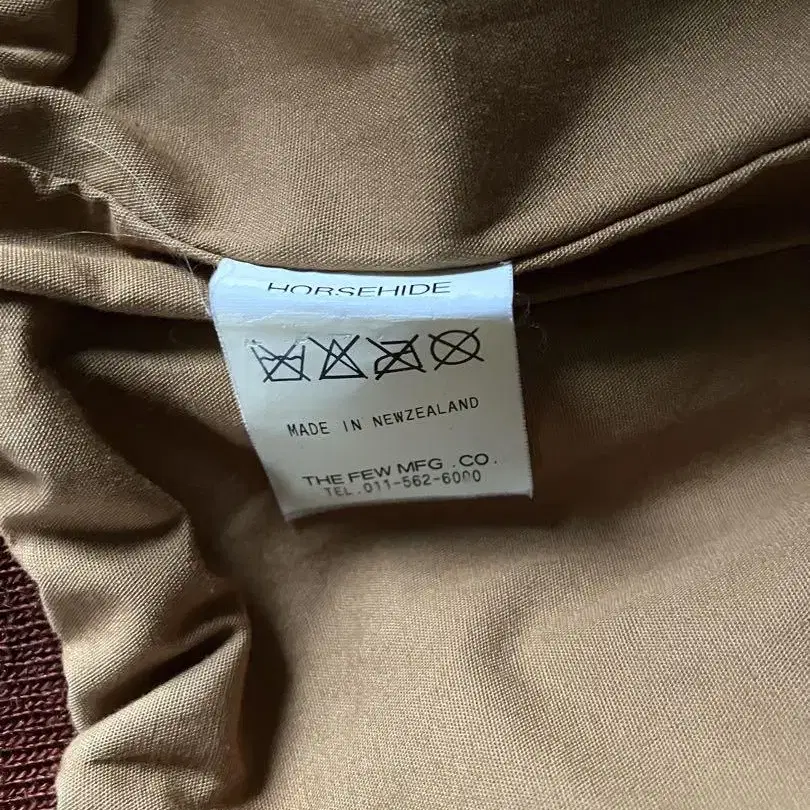 HORSEHIDE
MADE IN NEWZEALAND
THE FEW MFG.CO.
TEL.011-562-6000